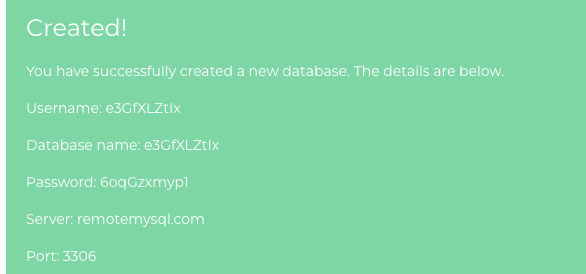 Created!
You have successfully created a new database. The details are below.
Username: e3GfXLZtIx
Database name: e3GfXLZtIx
Password: 6oqGzxmyp1
Server: remotemysql.com
Port: 3306